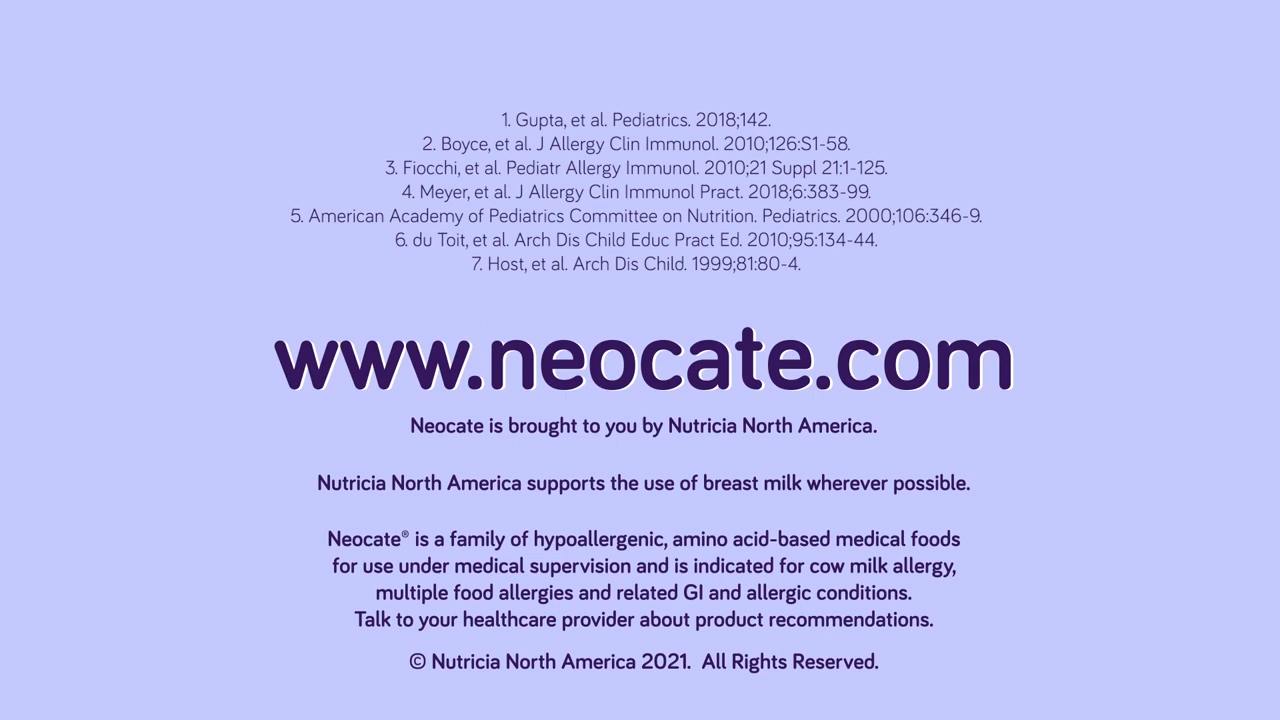 1. Gupta, et al. Pediatrics. 2018;142.
2. Boyce, et al. J Allergy Clin Immunol. 2010;126:S1-58.
3. Fiocchi, et al. Pediatr Allergy Immunol. 2010;21 Suppl 21:1-125.
4. Meyer, et al. J Allergy Clin Immunol Pract. 2018;6:383-99.
5. American Academy of Pediatrics Committee on Nutrition. Pediatrics. 2000;106:346-9.
6. du Toit, et al. Arch Dis Child Educ Pract Ed. 2010;95:134-44.
7. Host, et al. Arch Dis Child. 1999;81:80-4.
www.neocate.com
Neocate is brought to you by Nutricia North America.
Nutricia North America supports the use of breast milk wherever possible.
Neocate® is a family of hypoallergenic, amino acid-based medical foods
for use under medical supervision and is indicated for cow milk allergy,
multiple food allergies and related GI and allergic conditions.
Talk to your healthcare provider about product recommendations.
© Nutricia North America 2021.  All Rights Reserved.